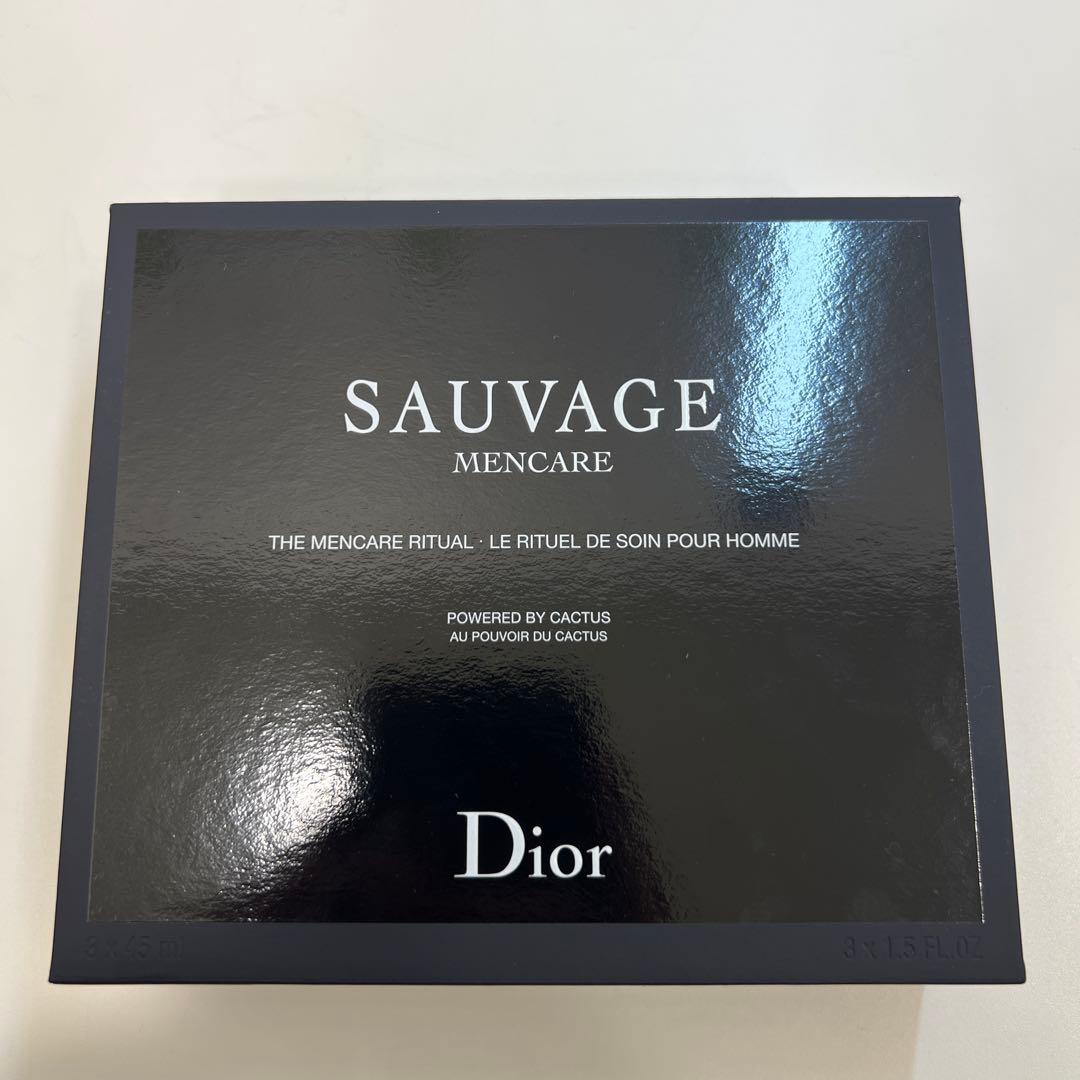 SAUVAGE
MENCARE
THE MENCARE RITUAL · LE RITUEL DE SOIN POUR HOMME
POWERED BY CACTUS
AU POUVOIR DU CACTUS
Dior
3 x 45 ml
3 x 1.5 FL.OZ